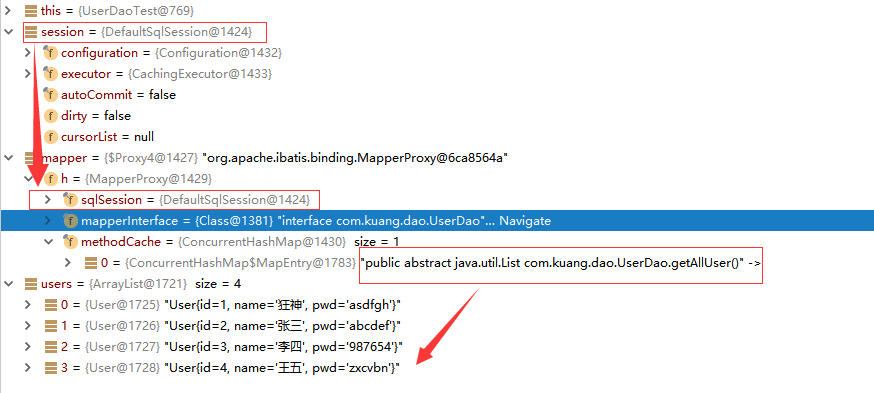 this = {UserDaoTest@769}
session = {DefaultSqlSession@1424}
configuration = {Configuration@1432}
executor = {CachingExecutor@1433}
autoCommit = false
dirty = false
cursorList = null
mapper = {$Proxy4@1427} "org.apache.ibatis.binding.MapperProxy@6ca8564a"
h = {MapperProxy@1429}
sqlSession = {DefaultSqlSession@1424}
mapperInterface = {Class@1381} "interface com.kuang.dao.UserDao"... Navigate
methodCache = {ConcurrentHashMap@1430} size = 1
0 = {ConcurrentHashMap$MapEntry@1783} "public abstract java.util.List com.kuang.dao.UserDao.getAllUser()" ->
users = {ArrayList@1721} size = 4
0 = {User@1725} "User{id=1, name='狂神', pwd='asdfgh'}"
1 = {User@1726} "User{id=2, name='张三', pwd='abcdef'}"
2 = {User@1727} "User{id=3, name='李四', pwd='987654'}"
3 = {User@1728} "User{id=4, name='王五', pwd='zxcvbn'}"